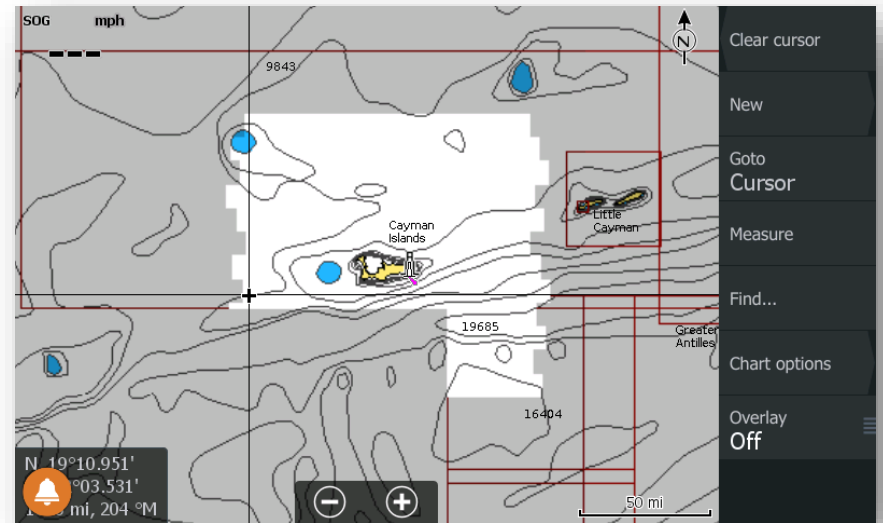 SOG mph
---
N
9843
Cayman
Islands
Little
Cayman
19685
Greater
Antilles
16404
N 19°10.951'
°03.531'
mi, 204 °M
50 mi
Clear cursor
New
Goto
Cursor
Measure
Find...
Chart options
Overlay
Off